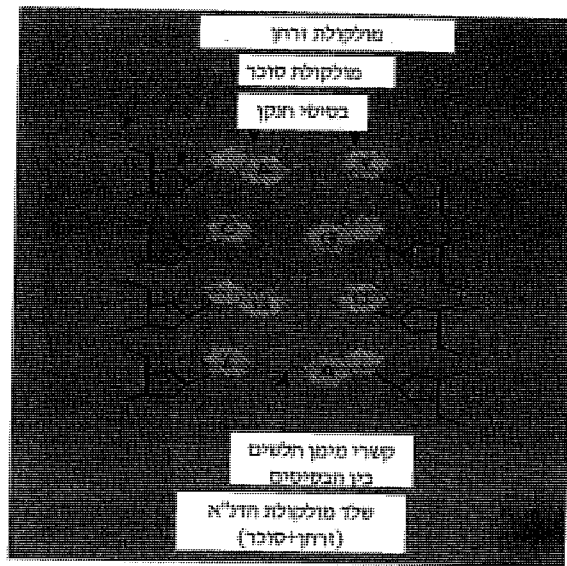 מולקולת זרחן
מולקולת סוכר
בסיסי חנקן
קשרי מימן חלשים
בין הבסיסים
שלד מולקולת הדנ"א
(זרחן+סוכר)